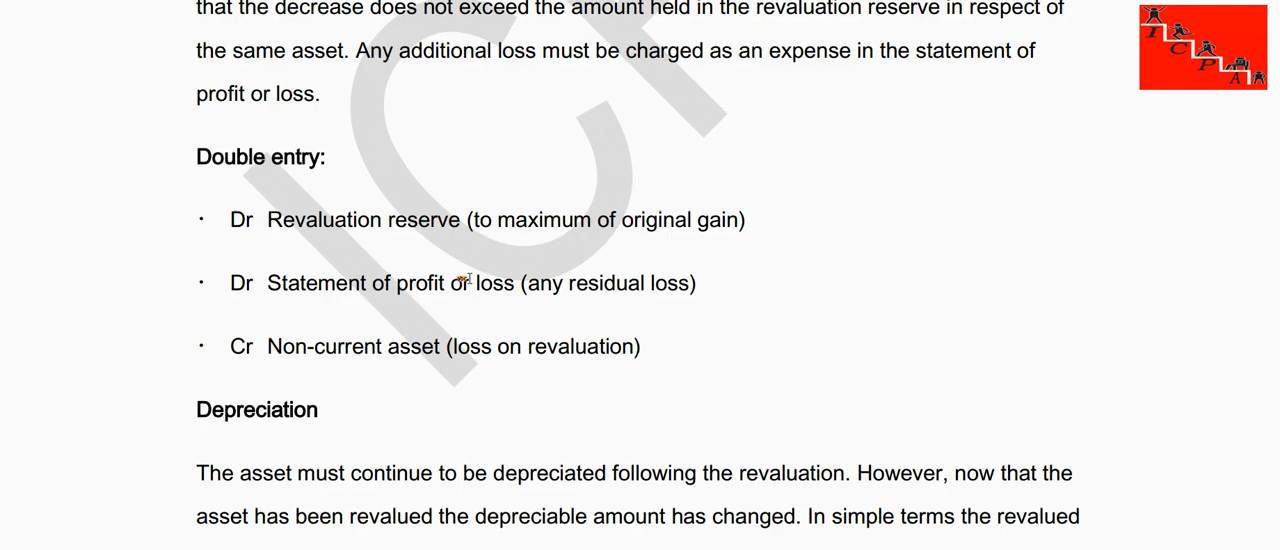 that the decrease does not exceed the amount held in the revaluation reserve in respect of
the same asset. Any additional loss must be charged as an expense in the statement of
profit or loss.
Double entry:
· Dr Revaluation reserve (to maximum of original gain)
· Dr Statement of profit or loss (any residual loss)
· Cr Non-current asset (loss on revaluation)
Depreciation
The asset must continue to be depreciated following the revaluation. However, now that the
asset has been revalued the depreciable amount has changed. In simple terms the revalued
I
C
P
A